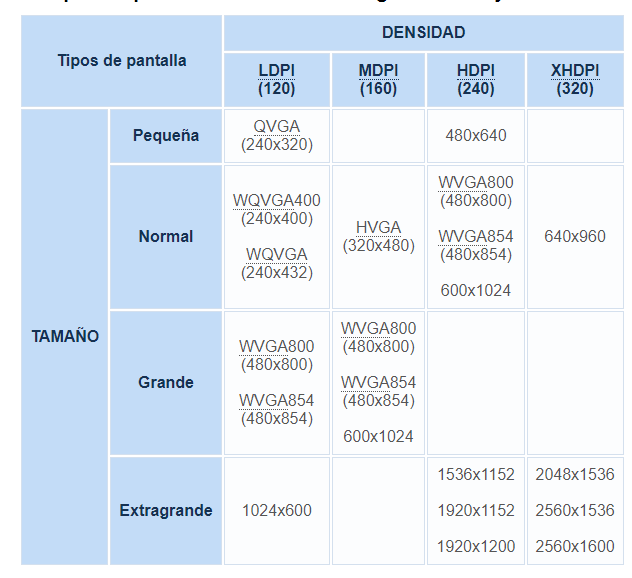 Tipos de pantalla
DENSIDAD
LDPI
(120)
MDPI
(160)
HDPI
(240)
XHDPI
(320)
TAMAÑO
Pequeña
QVGA
(240x320)
480x640
Normal
WQVGA400
(240x400)
WQVGA
(240x432)
HVGA
(320x480)
WVGA800
(480x800)
WVGA854
(480x854)
600x1024
640x960
Grande
WVGA800
(480x800)
WVGA854
(480x854)
WVGA800
(480x800)
WVGA854
(480x854)
600x1024
Extragrande
1024x600
1536x1152
1920x1152
1920x1200
2048x1536
2560x1536
2560x1600